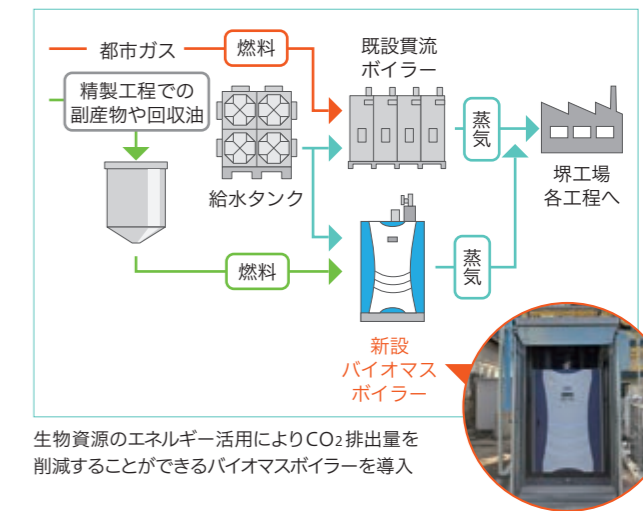 都市ガス
燃料
既設貫流
ボイラー
精製工程での
副産物や回収油
給水タンク
蒸気
堺工場
各工程へ
燃料
蒸気
新設
バイオマス
ボイラー
生物資源のエネルギー活用によりCO2排出量を
削減することができるバイオマスボイラーを導入